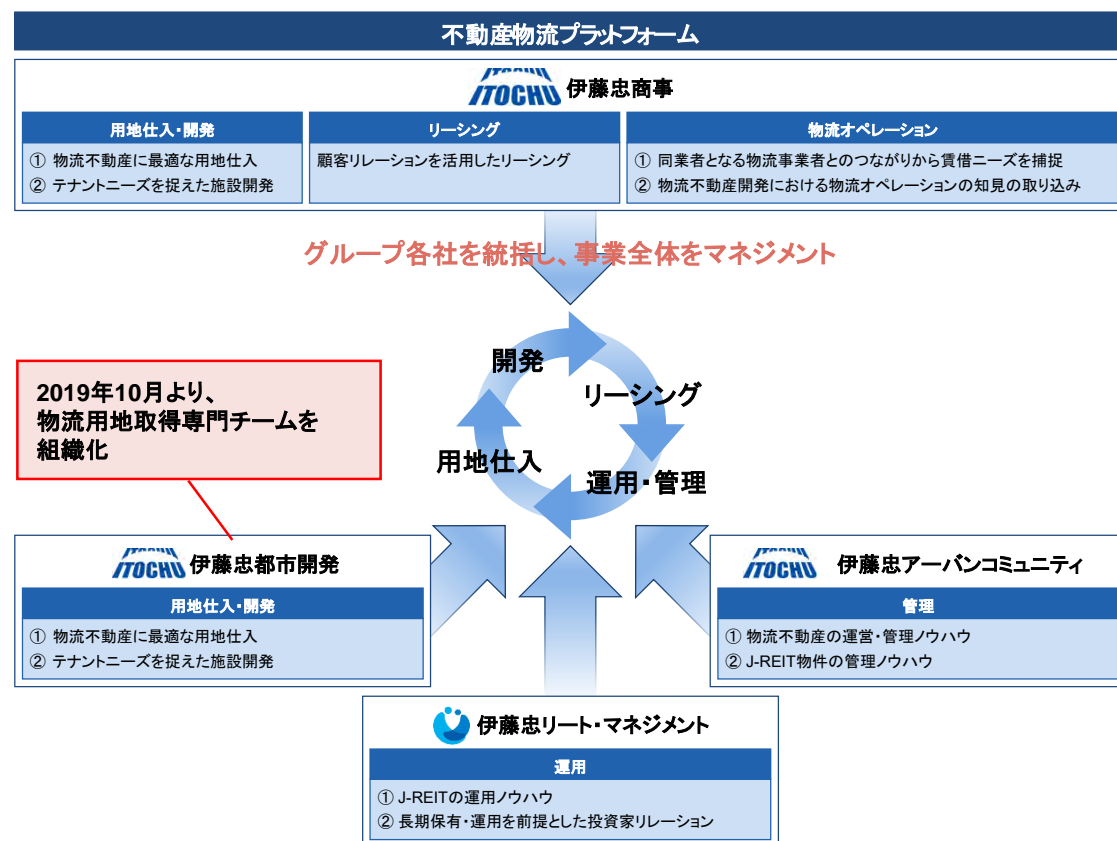 不動産物流プラットフォーム
ITOCHU 伊藤忠商事
用地仕入・開発
① 物流不動産に最適な用地仕入
② テナントニーズを捉えた施設開発
リーシング
顧客リレーションを活用したリーシング
物流オペレーション
① 同業者となる物流事業者とのつながりから賃借ニーズを捕捉
② 物流不動産開発における物流オペレーションの知見の取り込み
グループ各社を統括し、事業全体をマネジメント
開発
リーシング
用地仕入
運用・管理
2019年10月より、
物流用地取得専門チームを
組織化
ITOCHU 伊藤忠都市開発
用地仕入・開発
① 物流不動産に最適な用地仕入
② テナントニーズを捉えた施設開発
ITOCHU 伊藤忠アーバンコミュニティ
管理
① 物流不動産の運営・管理ノウハウ
② J-REIT物件の管理ノウハウ
伊藤忠リート・マネジメント
運用
① J-REITの運用ノウハウ
② 長期保有・運用を前提とした投資家リレーション